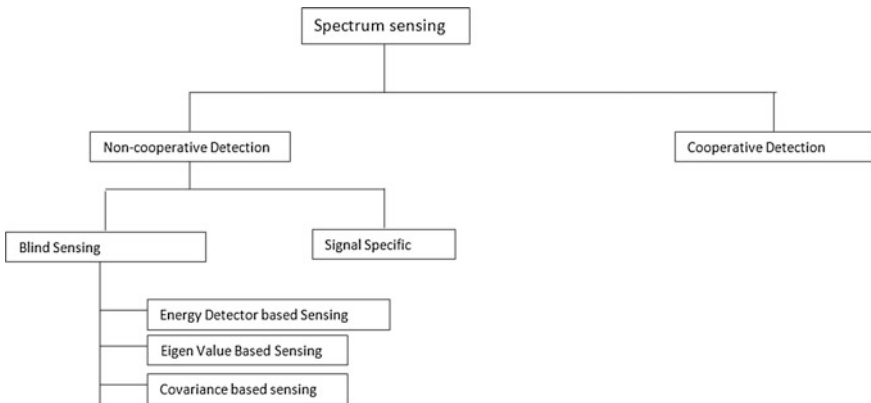 Spectrum sensing
Non-cooperative Detection
Cooperative Detection
Blind Sensing
Signal Specific
Energy Detector based Sensing
Eigen Value Based Sensing
Covariance based sensing